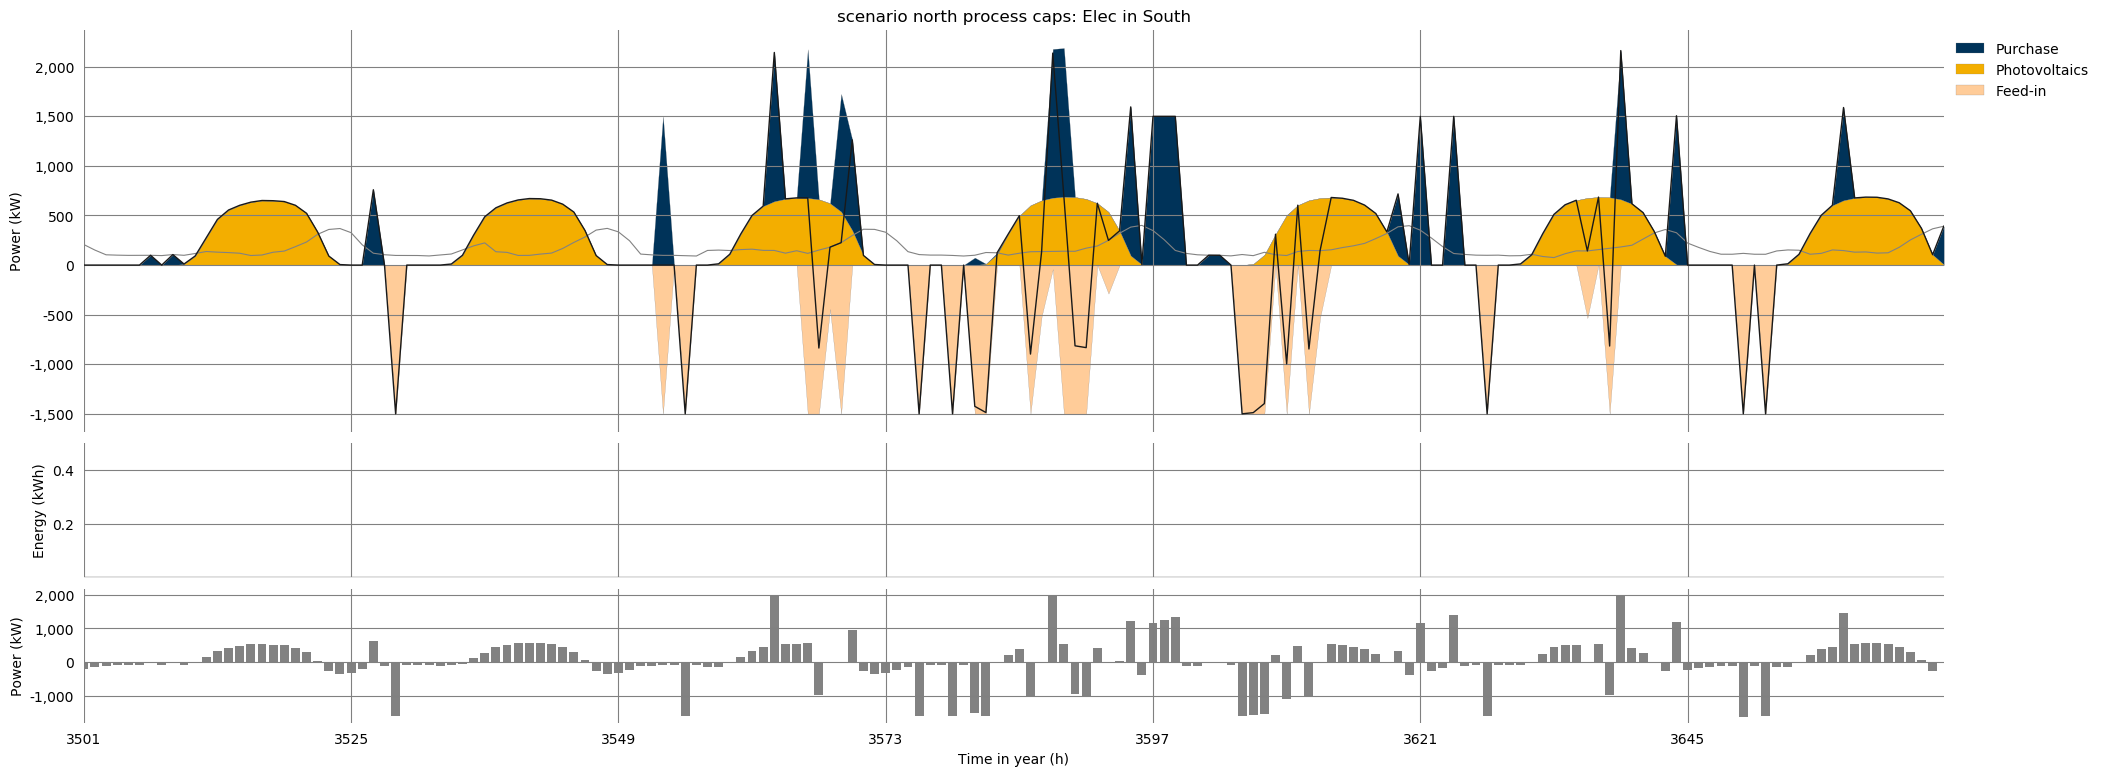 scenario north process caps: Elec in South
Purchase
Photovoltaics
Feed-in
Power (kW)
2,000
1,500
1,000
500
0
-500
-1,000
-1,500
Energy (kWh)
0.4
0.2
Power (kW)
2,000
1,000
0
-1,000
3501
3525
3549
3573
3597
3621
3645
Time in year (h)